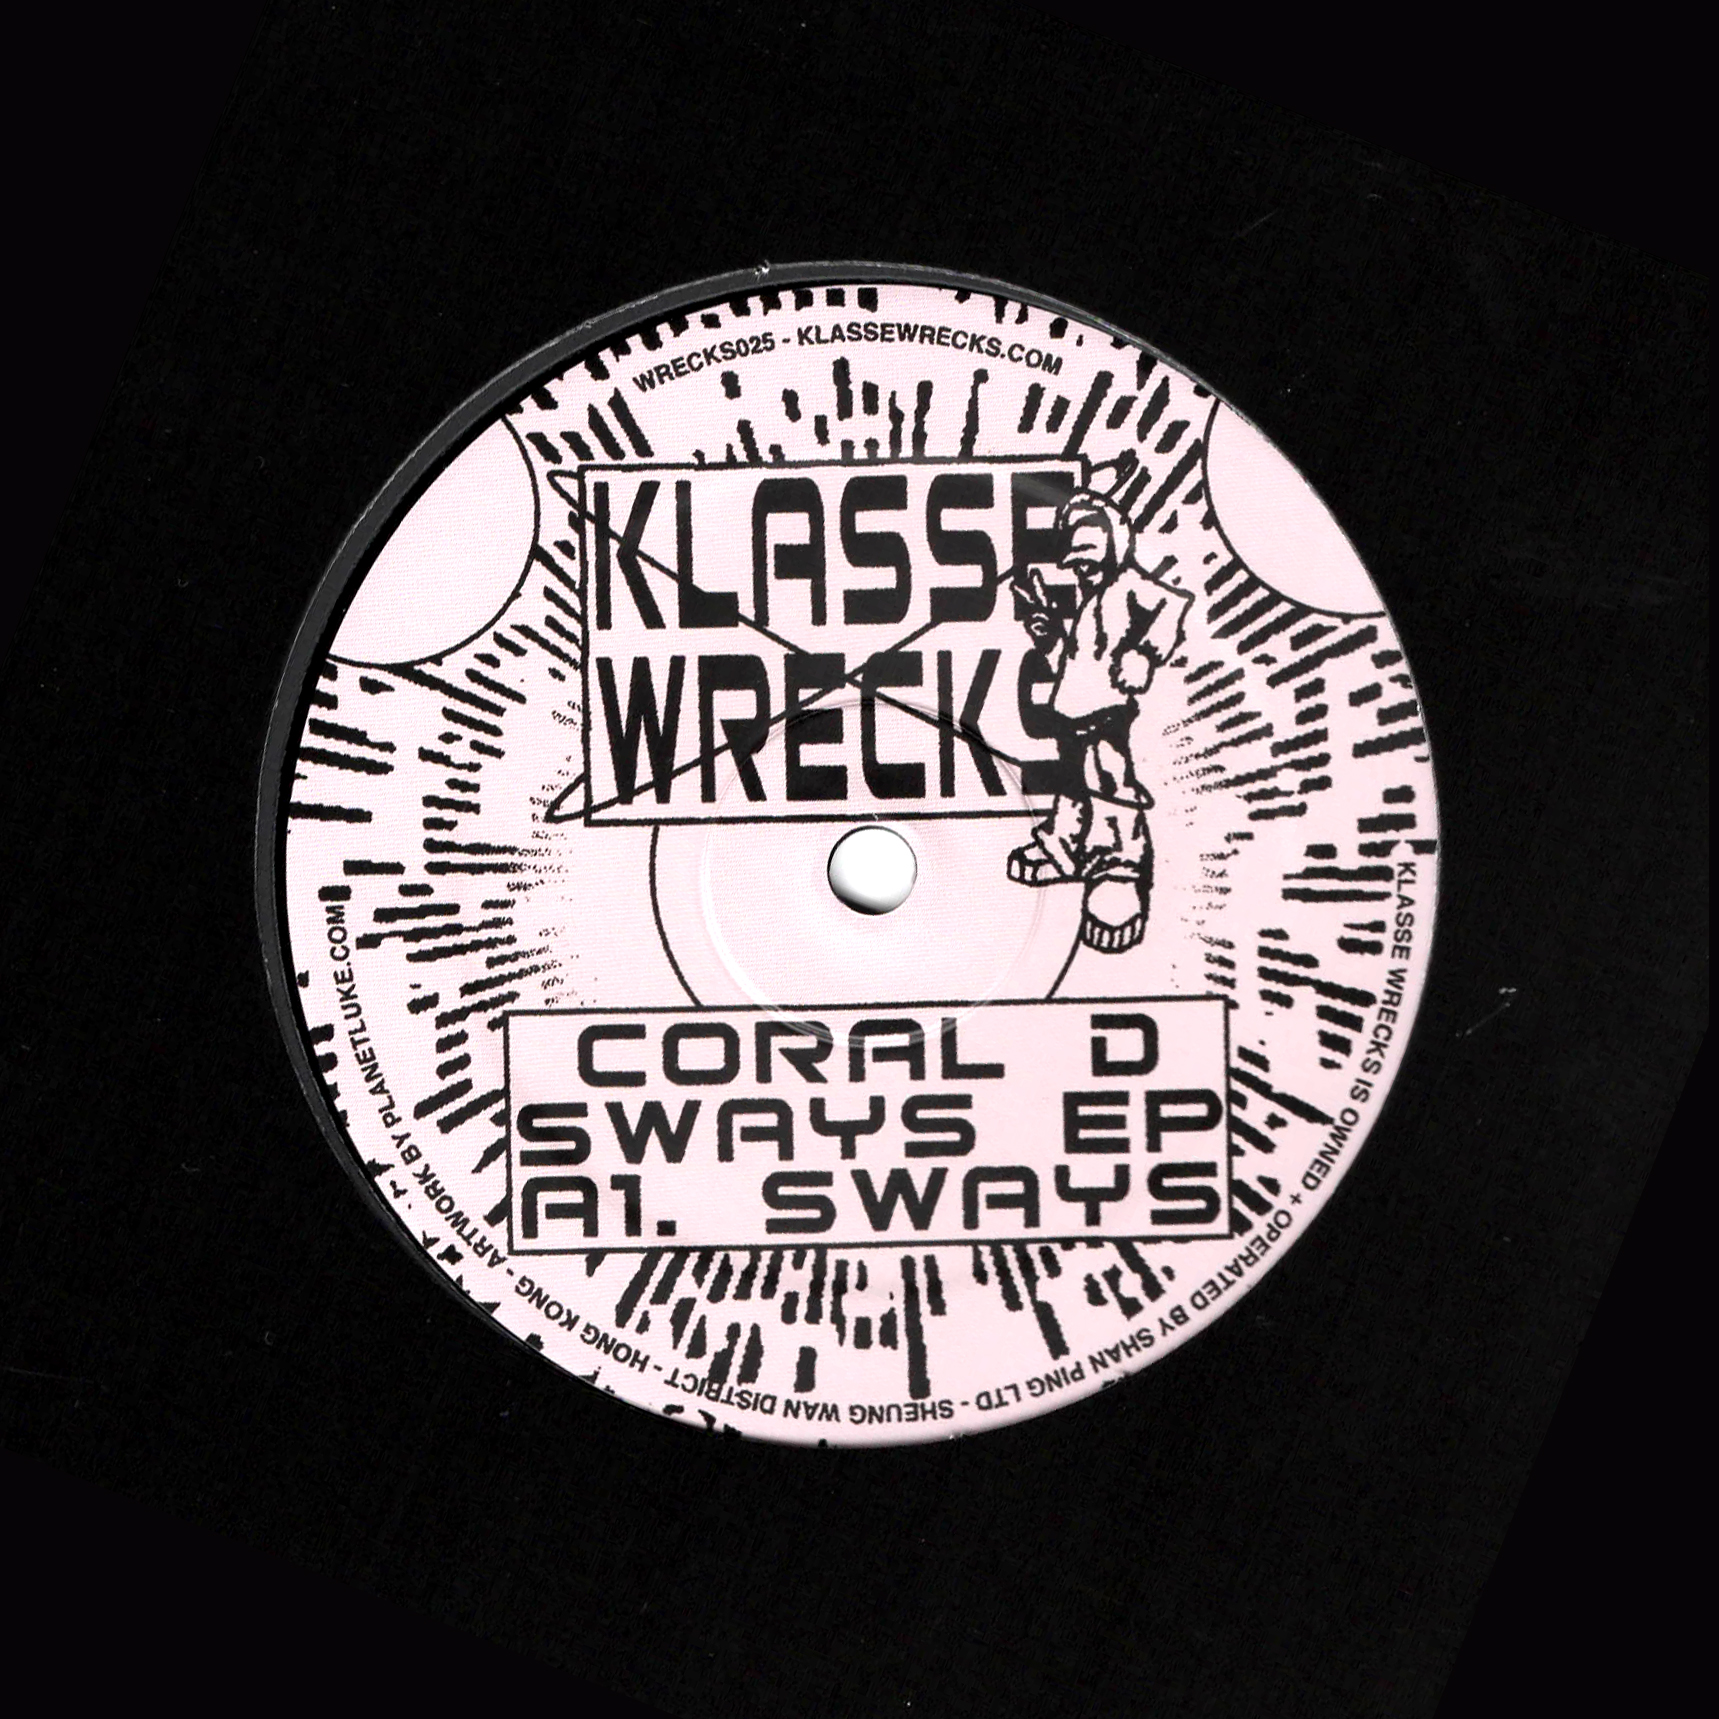 WRECKS025 - KLASSEWRECKS.COM
KLASSE
WRECKS
CORAL D
SWAYS EP
A1. SWAYS
KLASSE WRECKS IS OWNED + OPERATED BY SHAN PING LTD - SHEUNG WAN DISTRICT - HONG KONG - ARTWORK BY PLANETLUKE.COM